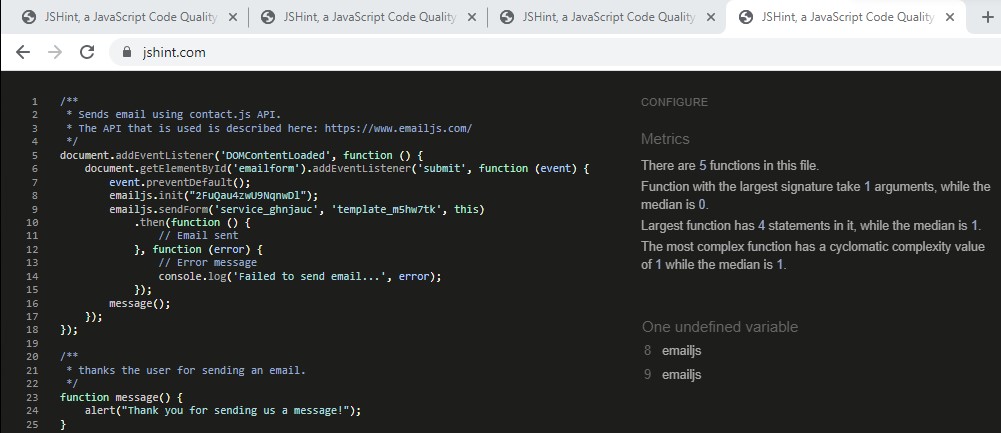 JSHint, a JavaScript Code Quality
JSHint, a JavaScript Code Quality
JSHint, a JavaScript Code Quality
JSHint, a JavaScript Code Quality
jshint.com
1 /**
2 * Sends email using contact.js API.
3 * The API that is used is described here: https://www.emailjs.com/
4 */
5 document.addEventListener('DOMContentLoaded', function () {
6 document.getElementById('emailform').addEventListener('submit', function (event) {
7 event.preventDefault();
8 emailjs.init("2FuQau4zwU9NqnwDl");
9 emailjs.sendForm('service_ghnjauc', 'template_m5hw7tk', this)
10 .then(function () {
11 // Email sent
12 }, function (error) {
13 // Error message
14 console.log('Failed to send email...', error);
15 });
16 message();
17 });
18 });
19
20 /**
21 * thanks the user for sending an email.
22 */
23 function message() {
24 alert("Thank you for sending us a message!");
25 }
CONFIGURE
Metrics
There are 5 functions in this file.
Function with the largest signature take 1 arguments, while the
median is 0.
Largest function has 4 statements in it, while the median is 1.
The most complex function has a cyclomatic complexity value
of 1 while the median is 1.
One undefined variable
8 emailjs
9 emailjs